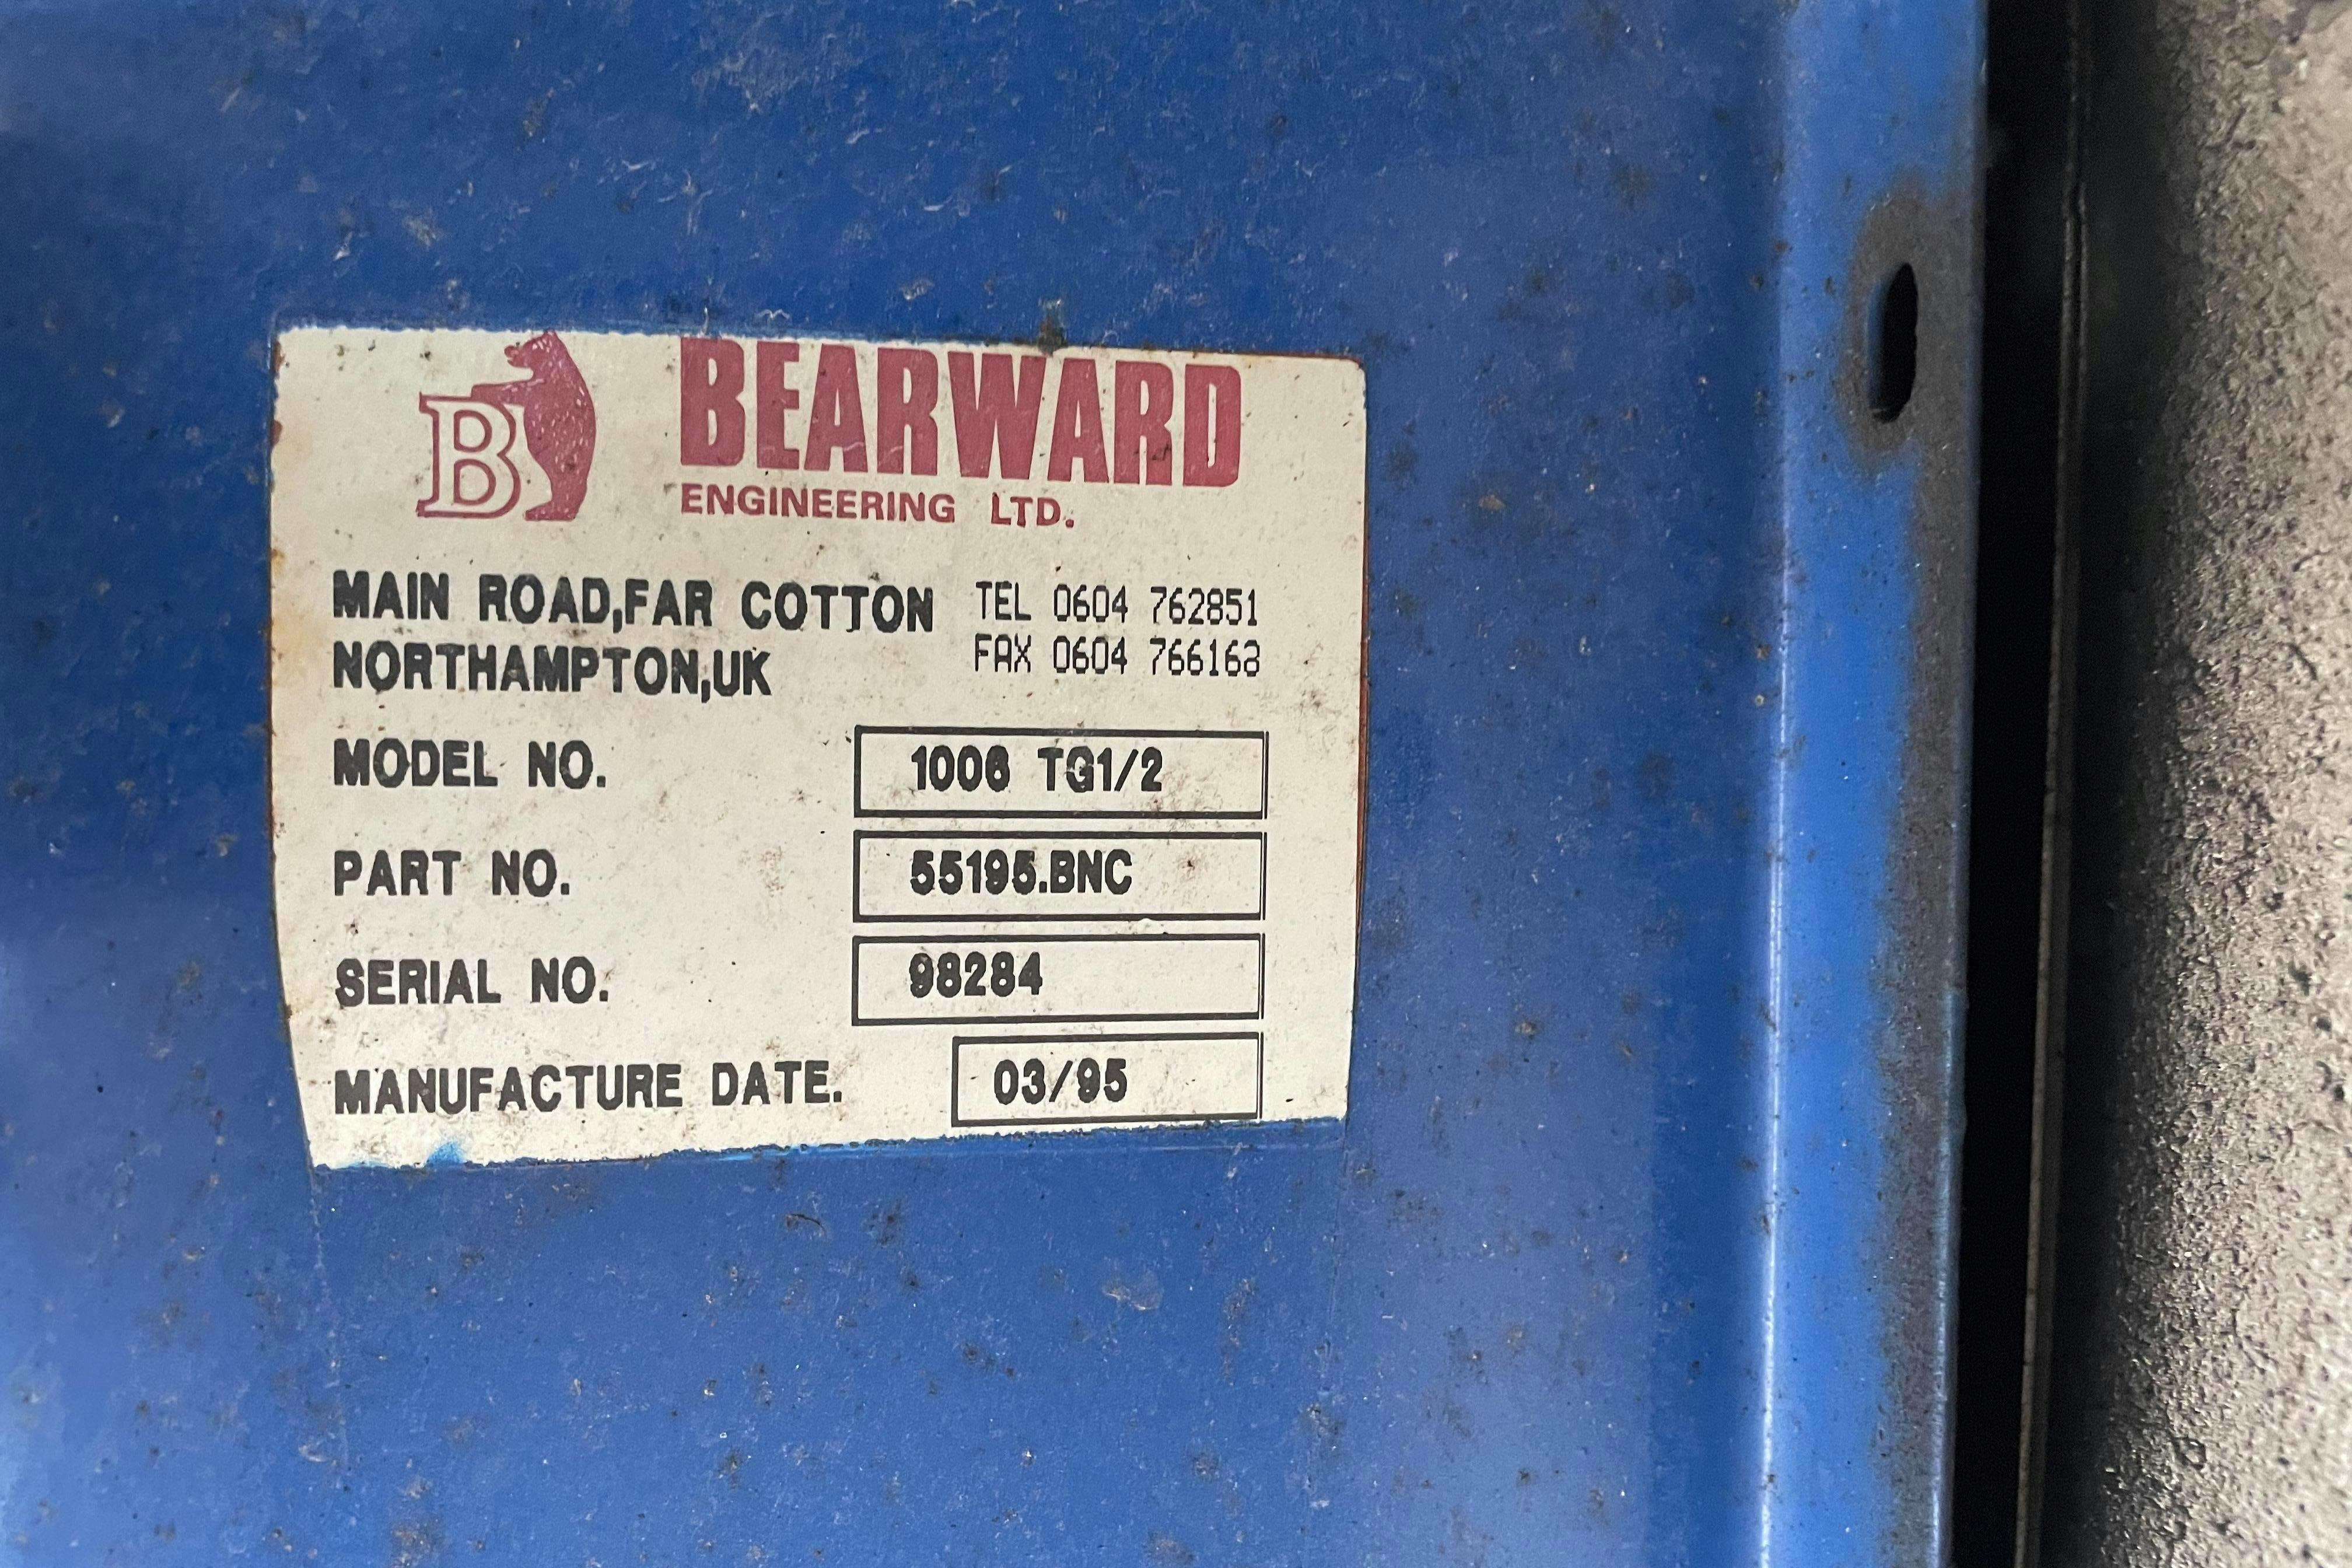 B BEARWARD
ENGINEERING LTD.
MAIN ROAD,FAR COTTON TEL 0604 762851
NORTHAMPTON,UK FAX 0604 766168
MODEL NO. 1006 TG1/2
PART NO. 55195.BNC
SERIAL NO. 98284
MANUFACTURE DATE. 03/95